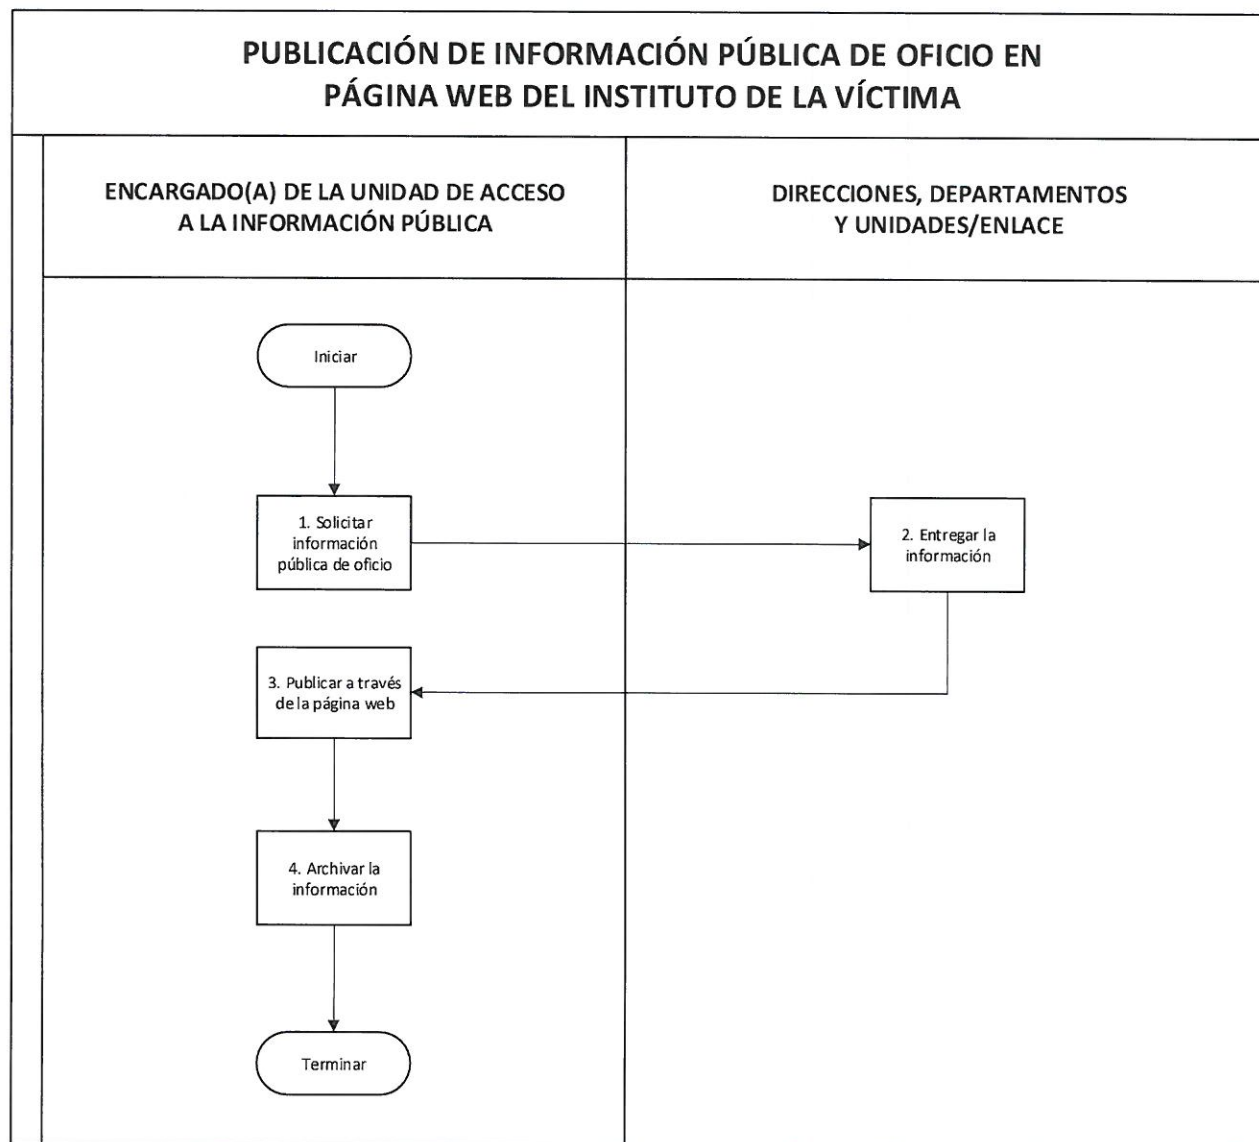 PUBLICACIÓN DE INFORMACIÓN PÚBLICA DE OFICIO EN
PÁGINA WEB DEL INSTITUTO DE LA VÍCTIMA
ENCARGADO(A) DE LA UNIDAD DE ACCESO
A LA INFORMACIÓN PÚBLICA
DIRECCIONES, DEPARTAMENTOS
Y UNIDADES/ENLACE
Iniciar
1. Solicitar
información
pública de oficio
2. Entregar la
información
3. Publicar a través
de la página web
4. Archivar la
información
Terminar